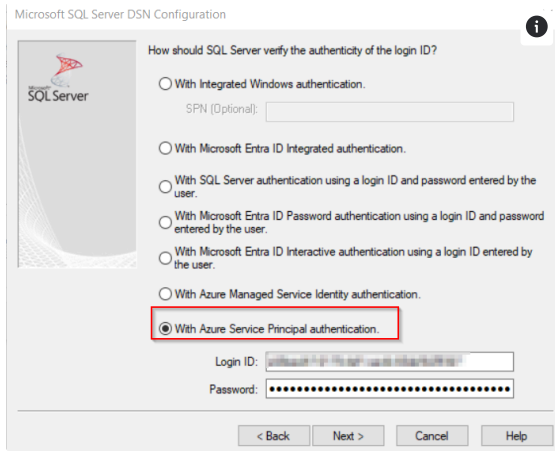 Microsoft SQL Server DSN Configuration
How should SQL Server verify the authenticity of the login ID?
Microsoft
SQL Server
With Integrated Windows authentication.
SPN (Optional):
With Microsoft Entra ID Integrated authentication.
With SQL Server authentication using a login ID and password entered by the
user.
With Microsoft Entra ID Password authentication using a login ID and password
entered by the user.
With Microsoft Entra ID Interactive authentication using a login ID entered by
the user.
With Azure Managed Service Identity authentication.
With Azure Service Principal authentication.
Login ID:
Password:
< Back Next > Cancel Help